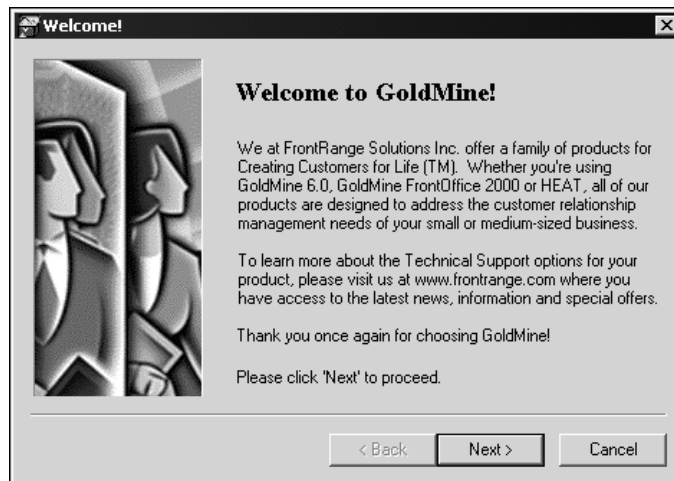 Welcome!
Welcome to GoldMine!
We at FrontRange Solutions Inc. offer a family of products for
Creating Customers for Life (TM).  Whether you're using
GoldMine 6.0, GoldMine FrontOffice 2000 or HEAT, all of our
products are designed to address the customer relationship
management needs of your small or medium-sized business.
To learn more about the Technical Support options for your
product, please visit us at www.frontrange.com where you
have access to the latest news, information and special offers.
Thank you once again for choosing GoldMine!
Please click 'Next' to proceed.
< Back
Next >
Cancel